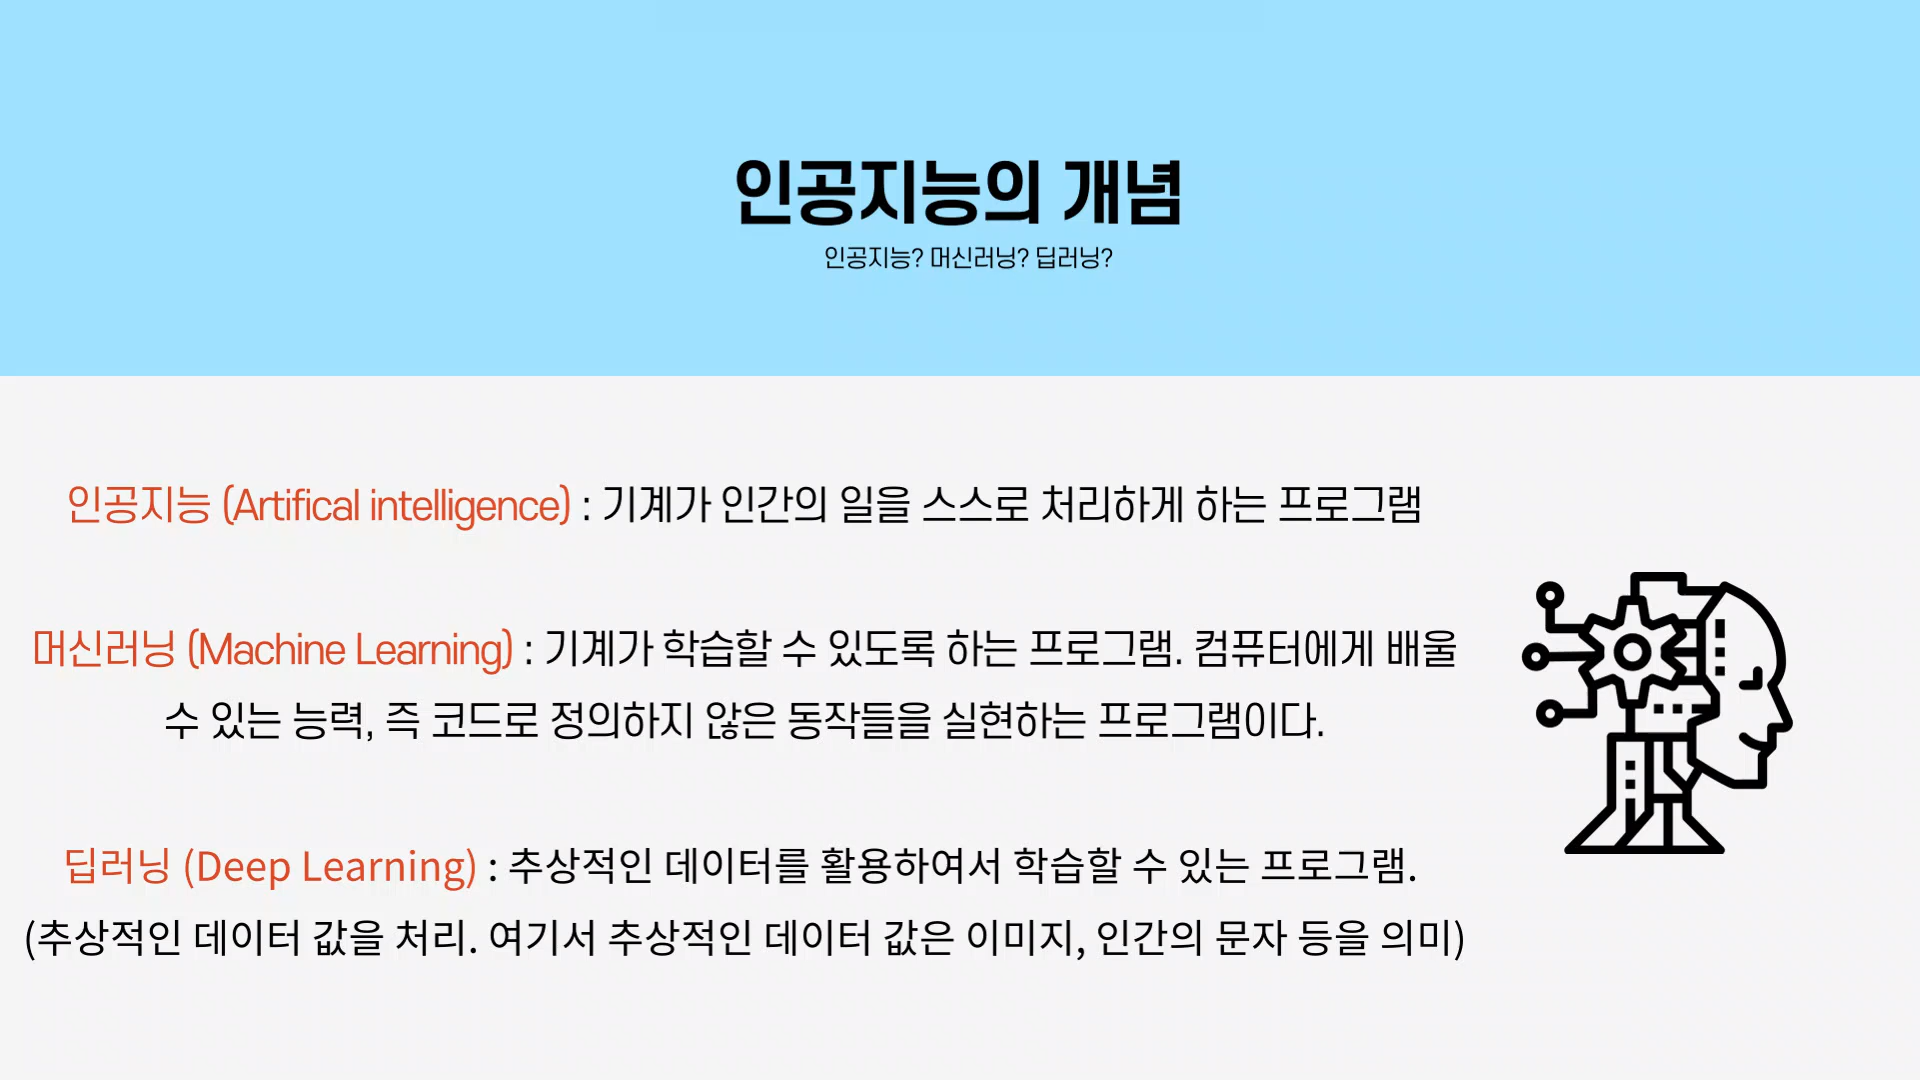 인공지능의 개념
인공지능? 머신러닝? 딥러닝?
인공지능 (Artifical intelligence) : 기계가 인간의 일을 스스로 처리하게 하는 프로그램
머신러닝 (Machine Learning) : 기계가 학습할 수 있도록 하는 프로그램. 컴퓨터에게 배울
수 있는 능력, 즉 코드로 정의하지 않은 동작들을 실현하는 프로그램이다.
딥러닝 (Deep Learning) : 추상적인 데이터를 활용하여서 학습할 수 있는 프로그램.
(추상적인 데이터 값을 처리. 여기서 추상적인 데이터 값은 이미지, 인간의 문자 등을 의미)